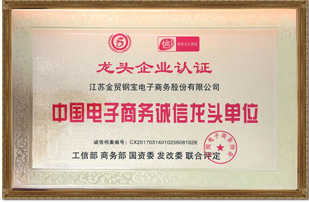 龙头企业认证
江苏金贸钢宝电子商务股份有限公司
中国电子商务诚信龙头单位
诚信档案编号：CX20170314010256081028
工信部 商务部 国资委 发改委 联合评定